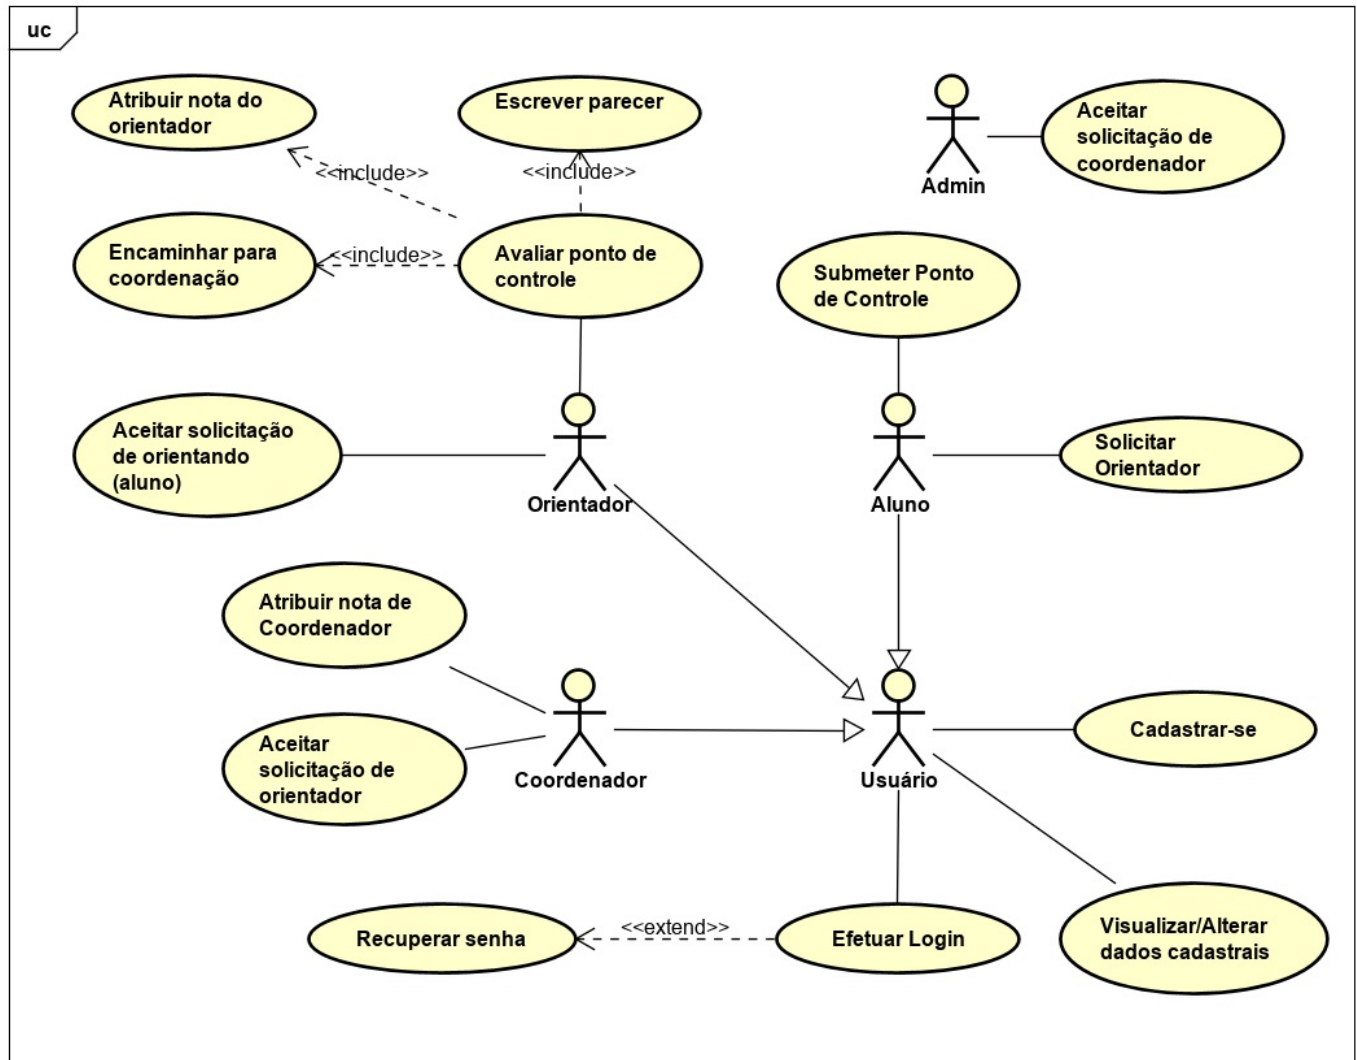 uc
Atribuir nota do
orientador
Escrever parecer
Aceitar
solicitação de
coordenador
<<include>>
<<include>>
Admin
Encaminhar para
coordenação
<<include>>
Avaliar ponto de
controle
Submeter Ponto
de Controle
Aceitar solicitação
de orientando
(aluno)
Orientador
Aluno
Solicitar
Orientador
Atribuir nota de
Coordenador
Aceitar
solicitação de
orientador
Coordenador
Usuário
Cadastrar-se
Recuperar senha
<<extend>>
Efetuar Login
Visualizar/Alterar
dados cadastrais